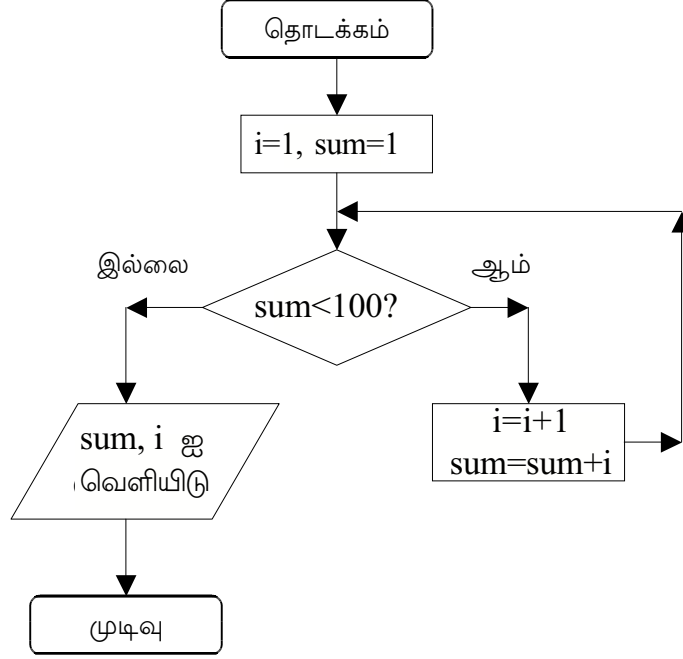 தொடக்கம்
i=1, sum=1
இல்லை
ஆம்
sum<100?
i=i+1
sum=sum+i
sum, i ஐ
வெளியிடு
முடிவு